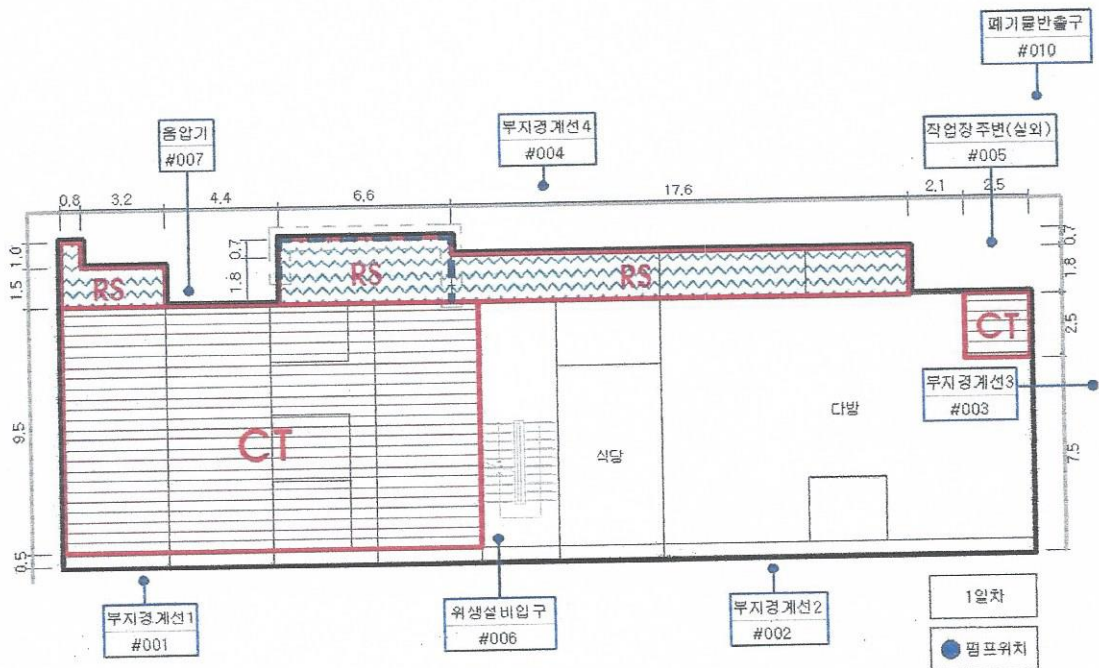 폐기물반출구
#010
음압기
#007
부지경계선4
#004
작업장주변(실외)
#005
0.8
3.2
4.4
6.6
17.6
2.1
2.5
1.0
1.5
0.7
1.8
0.7
1.8
2.5
RS
RS
RS
CT
부지경계선3
#003
다방
식당
CT
9.5
7.5
0.5
부지경계선1
#001
위생설비입구
#006
부지경계선2
#002
1일차
펌프위치